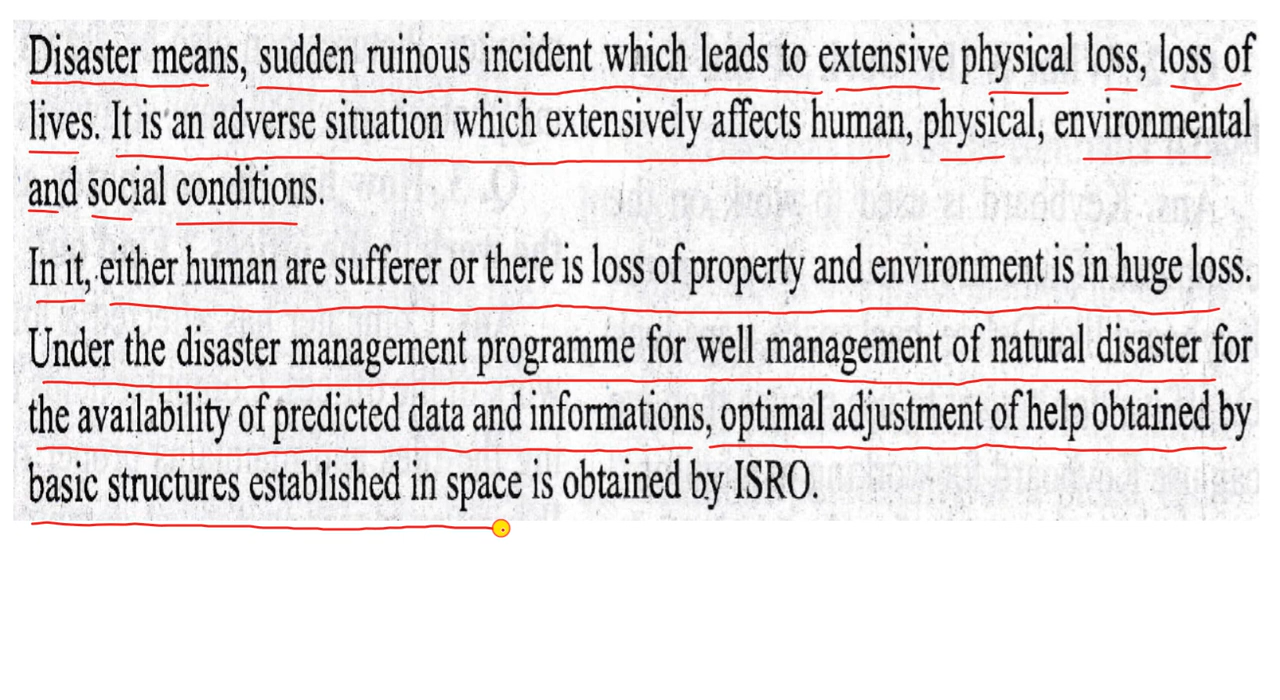 Disaster means, sudden ruinous incident which leads to extensive physical loss, loss of
lives. It is an adverse situation which extensively affects human, physical, environmental
and social conditions.
In it, either human are sufferer or there is loss of property and environment is in huge loss.
Under the disaster management programme for well management of natural disaster for
the availability of predicted data and informations, optimal adjustment of help obtained by
basic structures established in space is obtained by ISRO.